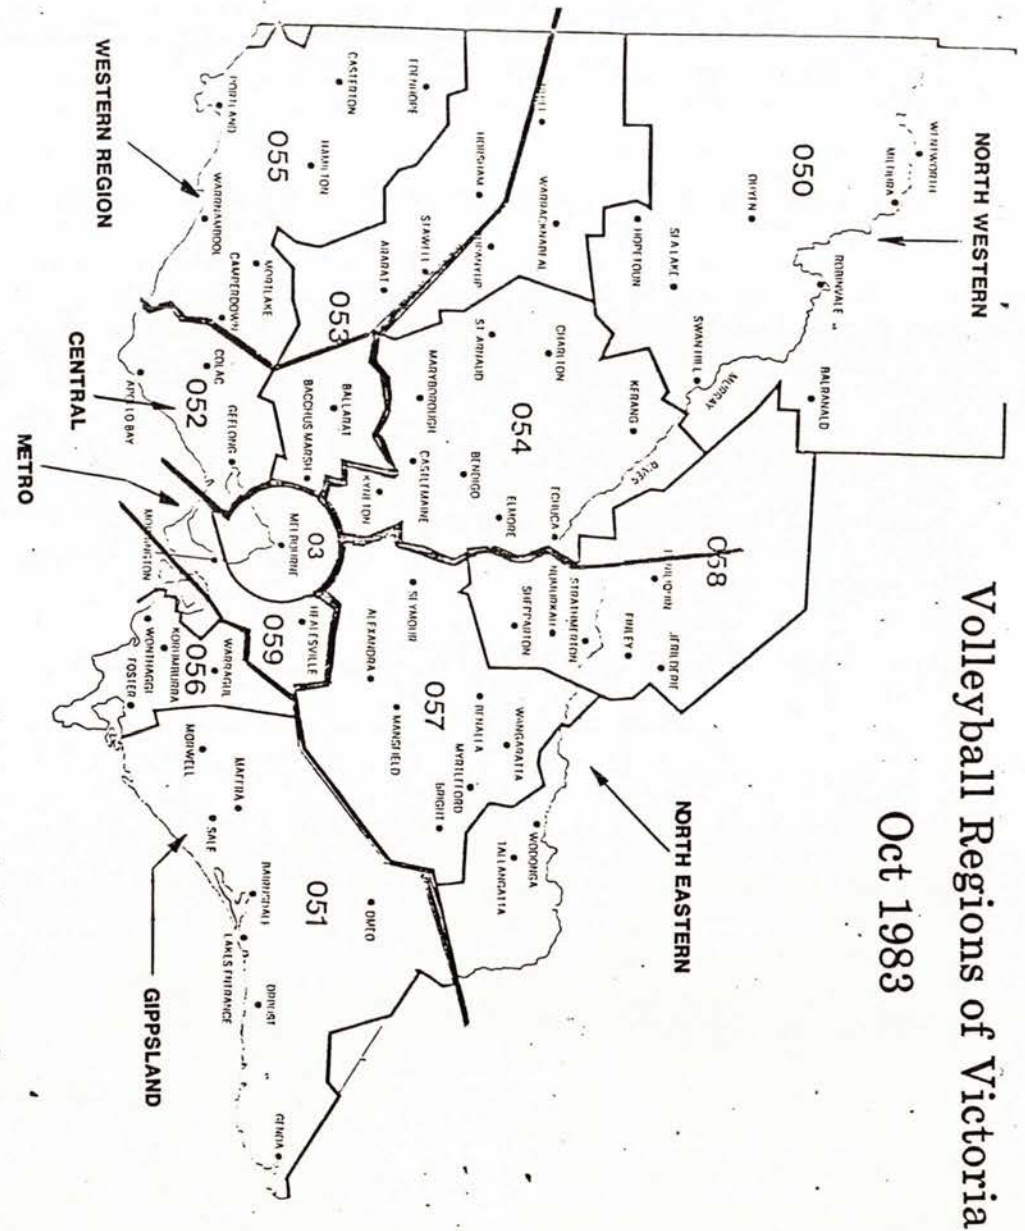 Volleyball Regions of Victoria
Oct 1983
NORTH WESTERN
WENTWORTH
MILDURA
ROBINVALE
BALRANALD
050
OUYEN
SEA LAKE
SWAN HILL
MURRAY
RIVER
HOPETOUN
KERANG
058
JERILDERIE
FINLEY
STRATHMERTON
NUMURKAH
SHEPPARTON
NORTH EASTERN
WARRACKNABEAL
CHARLTON
ST ARNAUD
054
ECHUCA
ELMORE
BENDIGO
MARYBOROUGH
CASTLEMAINE
KYNETON
HORSHAM
STAWELL
ARARAT
053
BALLARAT
BACCHUS MARSH
EDENHOPE
CASTERTON
HAMILTON
055
PORTLAND
WARRNAMBOOL
MORTLAKE
CAMPERDOWN
WESTERN REGION
COLAC
052
GEELONG
APOLLO BAY
CENTRAL
METRO
03
MELBOURNE
MORNINGTON
HEALESVILLE
059
SEYMOUR
ALEXANDRA
057
MANSFIELD
BENALLA
WANGARATTA
MYRTLEFORD
BRIGHT
WODONGA
TALLANGATTA
WARRAGUL
056
KORUMBURRA
WONTHAGGI
FOSTER
MORWELL
MAFFRA
SALE
BAIRNSDALE
051
OMEO
LAKES ENTRANCE
ORBOST
GENOA
GIPPSLAND